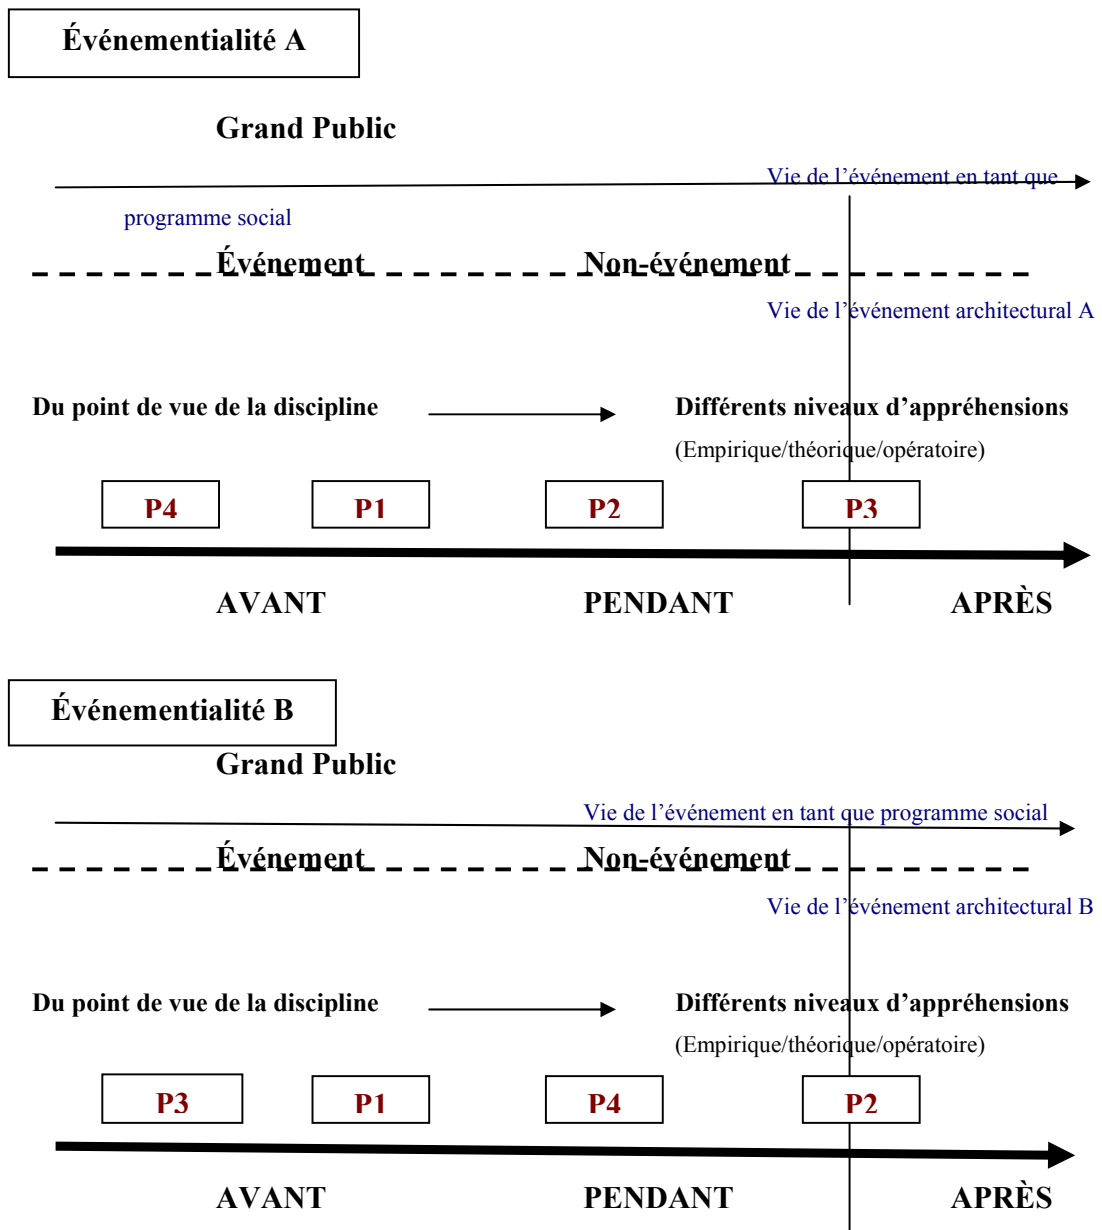 Événementialité A
Grand Public
Vie de l’événement en tant que
programme social
Événement Non-événement
Vie de l’événement architectural A
Du point de vue de la discipline Différents niveaux d’appréhensions
(Empirique/théorique/opératoire)
P4 P1 P2 P3
AVANT PENDANT APRÈS
Événementialité B
Grand Public
Vie de l’événement en tant que programme social
Événement Non-événement
Vie de l’événement architectural B
Du point de vue de la discipline Différents niveaux d’appréhensions
(Empirique/théorique/opératoire)
P3 P1 P4 P2
AVANT PENDANT APRÈS